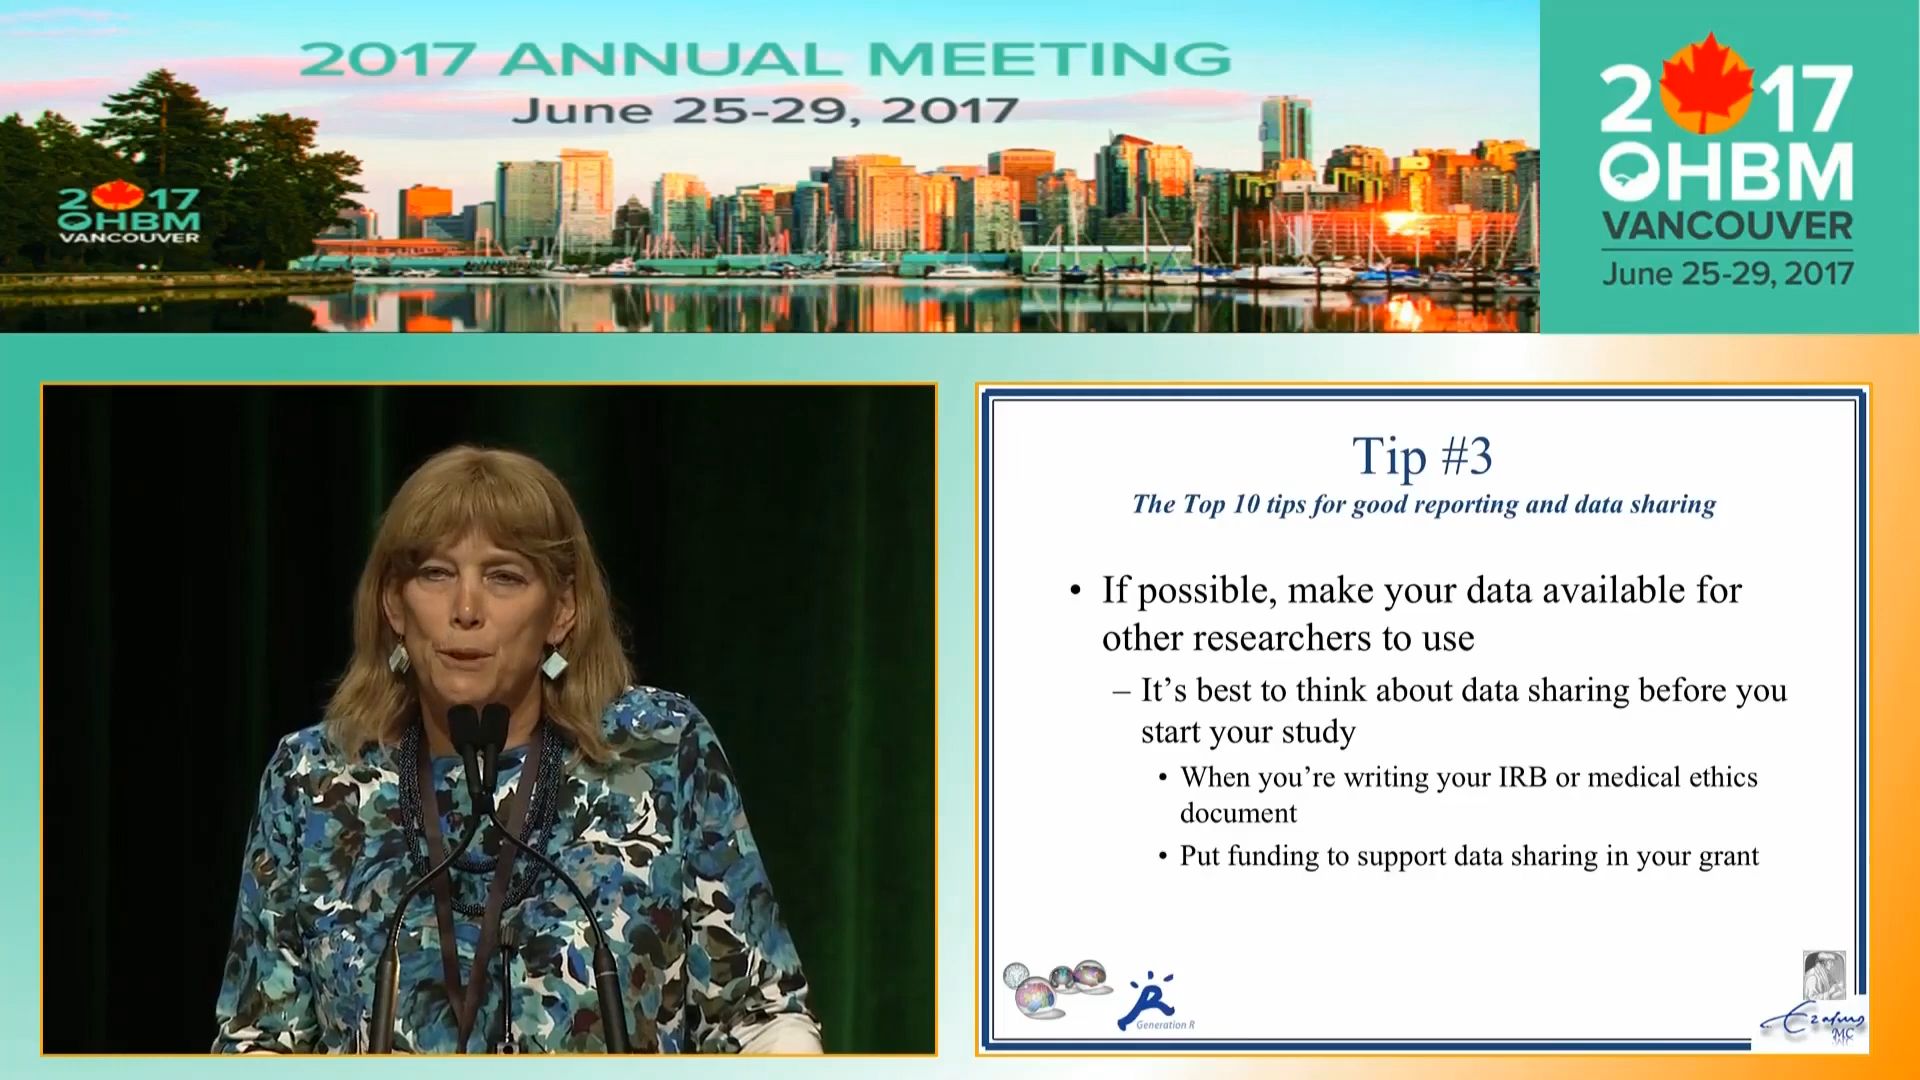 2017 ANNUAL MEETING
June 25-29, 2017
2017
OHBM
VANCOUVER
2017
OHBM
VANCOUVER
June 25-29, 2017
Tip #3
The Top 10 tips for good reporting and data sharing
• If possible, make your data available for
other researchers to use
– It’s best to think about data sharing before you
start your study
• When you’re writing your IRB or medical ethics
document
• Put funding to support data sharing in your grant
Generation R
Erasmus
MC